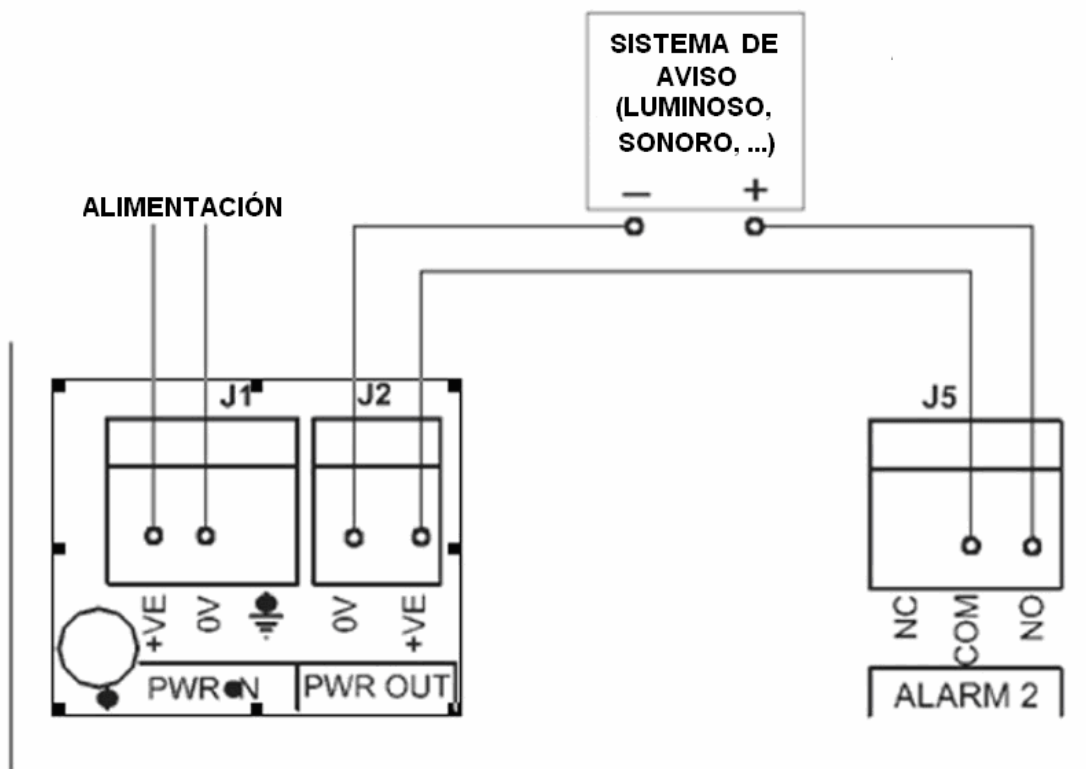 SISTEMA DE
AVISO
(LUMINOSO,
SONORO, ...)
— +
ALIMENTACIÓN
J1 J2 J5
+VE 0V 0V +VE NC COM NO
PWR PWR OUT ALARM 2